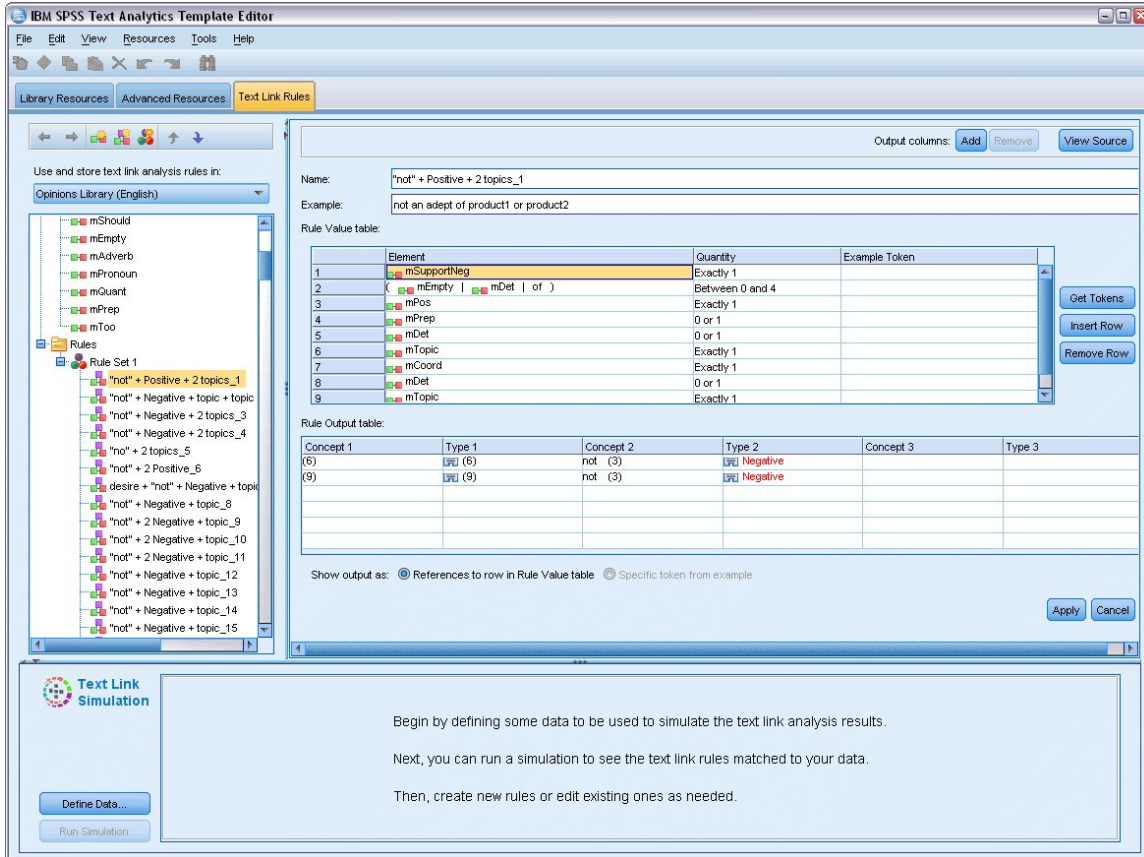 IBM SPSS Text Analytics Template Editor
File Edit View Resources Tools Help
Library Resources Advanced Resources Text Link Rules
Use and store text link analysis rules in:
Opinions Library (English)
mShould
mEmpty
mAdverb
mPronoun
mQuant
mPrep
mToo
Rules
Rule Set 1
"not" + Positive + 2 topics_1
"not" + Negative + topic + topic
"not" + Negative + 2 topics_3
"not" + Negative + 2 topics_4
"no" + 2 topics_5
"not" + 2 Positive_6
desire + "not" + Negative + topic
"not" + Negative + topic_8
"not" + 2 Negative + topic_9
"not" + 2 Negative + topic_10
"not" + 2 Negative + topic_11
"not" + Negative + topic_12
"not" + Negative + topic_13
"not" + Negative + topic_14
"not" + Negative + topic_15
Output columns: Add Remove View Source
Name: "not" + Positive + 2 topics_1
Example: not an adept of product1 or product2
Rule Value table:
Element Quantity Example Token
1 mSupportNeg Exactly 1
2 ( mEmpty | mDet | of ) Between 0 and 4
3 mPos Exactly 1
4 mPrep 0 or 1
5 mDet 0 or 1
6 mTopic Exactly 1
7 mCoord Exactly 1
8 mDet 0 or 1
9 mTopic Exactly 1
Get Tokens
Insert Row
Remove Row
Rule Output table:
Concept 1 Type 1 Concept 2 Type 2 Concept 3 Type 3
(6) (6) not (3) Negative
(9) (9) not (3) Negative
Show output as: References to row in Rule Value table Specific token from example
Apply Cancel
Text Link
Simulation
Define Data...
Run Simulation
Begin by defining some data to be used to simulate the text link analysis results.
Next, you can run a simulation to see the text link rules matched to your data.
Then, create new rules or edit existing ones as needed.